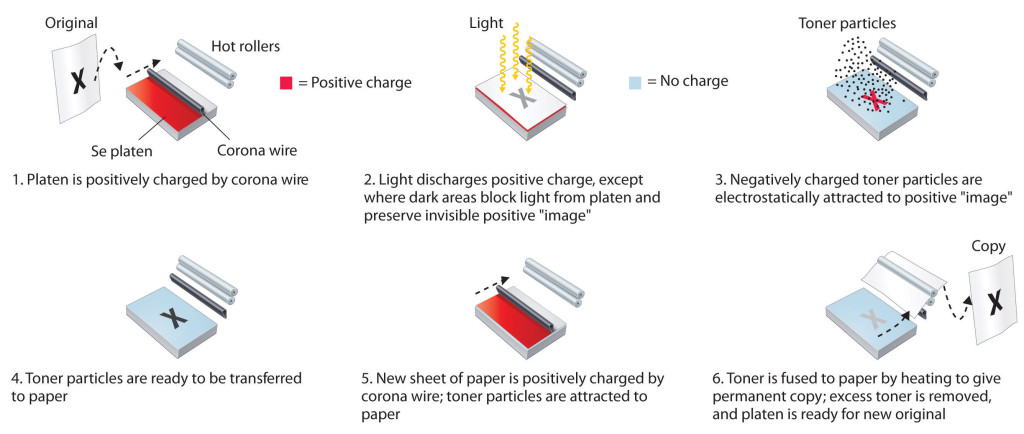 Original
Hot rollers
= Positive charge
Se platen
Corona wire
X
1. Platen is positively charged by corona wire
Light
= No charge
X
2. Light discharges positive charge, except
where dark areas block light from platen and
preserve invisible positive "image"
Toner particles
X
3. Negatively charged toner particles are
electrostatically attracted to positive "image"
X
4. Toner particles are ready to be transferred
to paper
5. New sheet of paper is positively charged by
corona wire; toner particles are attracted to
paper
Copy
X
X
6. Toner is fused to paper by heating to give
permanent copy; excess toner is removed,
and platen is ready for new original